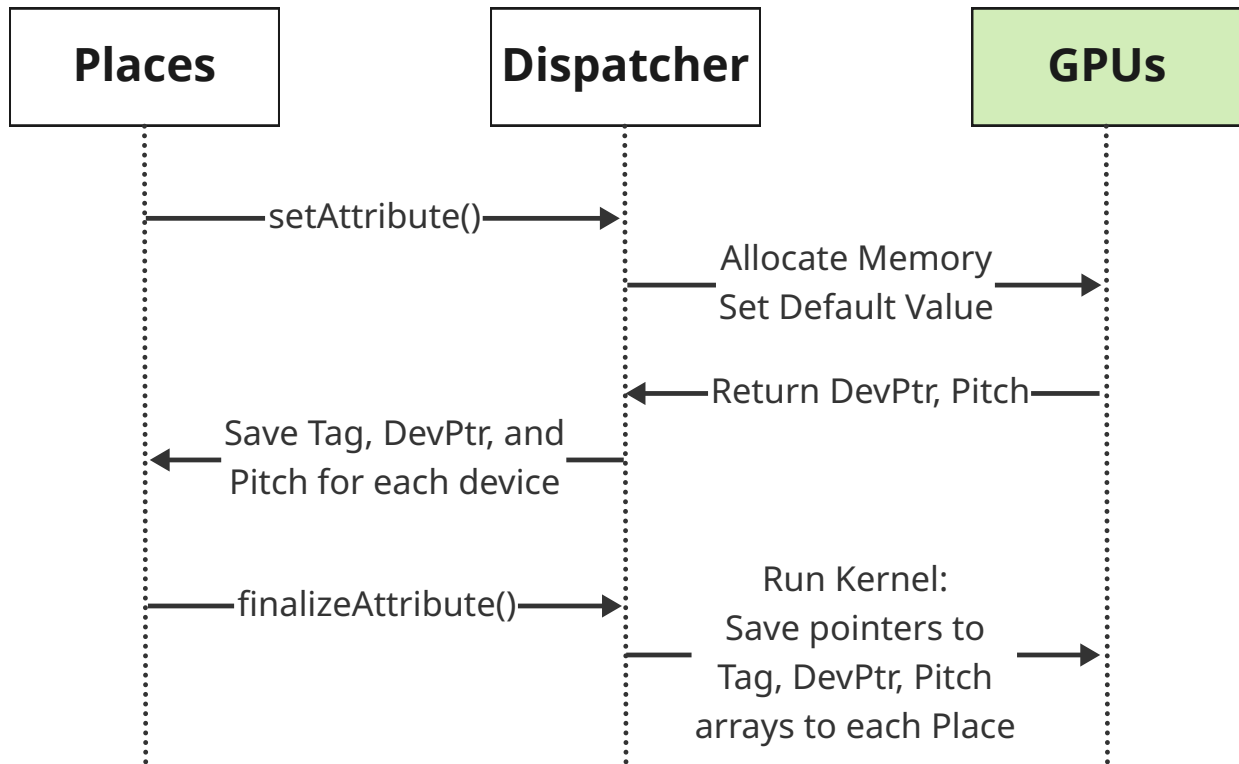 Places
Dispatcher
GPUs
setAttribute()
Allocate Memory
Set Default Value
Return DevPtr, Pitch
Save Tag, DevPtr, and
Pitch for each device
finalizeAttribute()
Run Kernel:
Save pointers to
Tag, DevPtr, Pitch
arrays to each Place